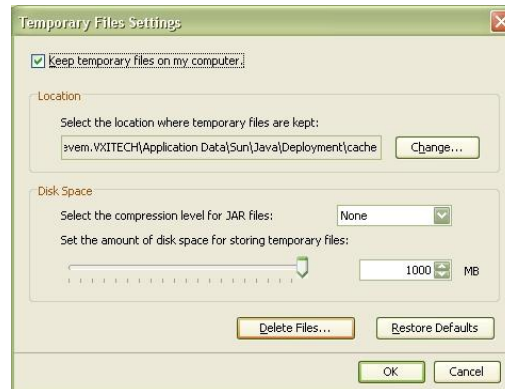 Temporary Files Settings
Keep temporary files on my computer.
Location
Select the location where temporary files are kept:
evem.VXITECH\Application Data\Sun\Java\Deployment\cache
Change...
Disk Space
Select the compression level for JAR files:
None
Set the amount of disk space for storing temporary files:
1000 MB
Delete Files...
Restore Defaults
OK
Cancel